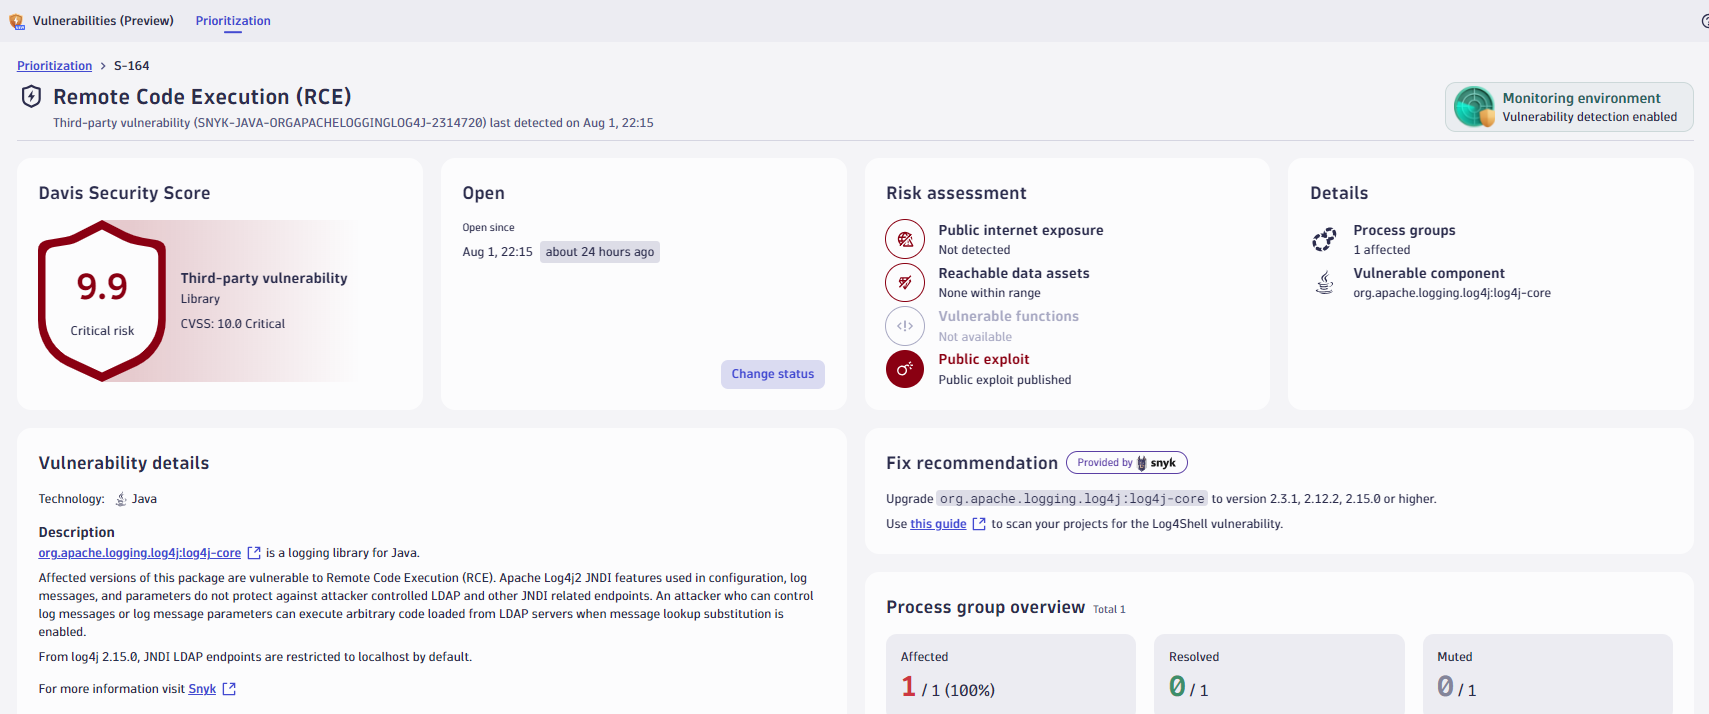 Vulnerabilities (Preview)
Prioritization
Prioritization > S-164
Remote Code Execution (RCE)
Third-party vulnerability (SNYK-JAVA-ORGAPACHELOGGINGLOG4J-2314720) last detected on Aug 1, 22:15
Monitoring environment
Vulnerability detection enabled
Davis Security Score
9.9
Critical risk
Third-party vulnerability
Library
CVSS: 10.0 Critical
Open
Open since
Aug 1, 22:15 about 24 hours ago
Change status
Risk assessment
Public internet exposure
Not detected
Reachable data assets
None within range
Vulnerable functions
Not available
Public exploit
Public exploit published
Details
Process groups
1 affected
Vulnerable component
org.apache.logging.log4j:log4j-core
Vulnerability details
Technology: Java
Description
org.apache.logging.log4j:log4j-core is a logging library for Java.
Affected versions of this package are vulnerable to Remote Code Execution (RCE). Apache Log4j2 JNDI features used in configuration, log
messages, and parameters do not protect against attacker controlled LDAP and other JNDI related endpoints. An attacker who can control
log messages or log message parameters can execute arbitrary code loaded from LDAP servers when message lookup substitution is
enabled.
From log4j 2.15.0, JNDI LDAP endpoints are restricted to localhost by default.
For more information visit Snyk
Fix recommendation Provided by snyk
Upgrade org.apache.logging.log4j:log4j-core to version 2.3.1, 2.12.2, 2.15.0 or higher.
Use this guide to scan your projects for the Log4Shell vulnerability.
Process group overview Total 1
Affected
1 / 1 (100%)
Resolved
0 / 1
Muted
0 / 1